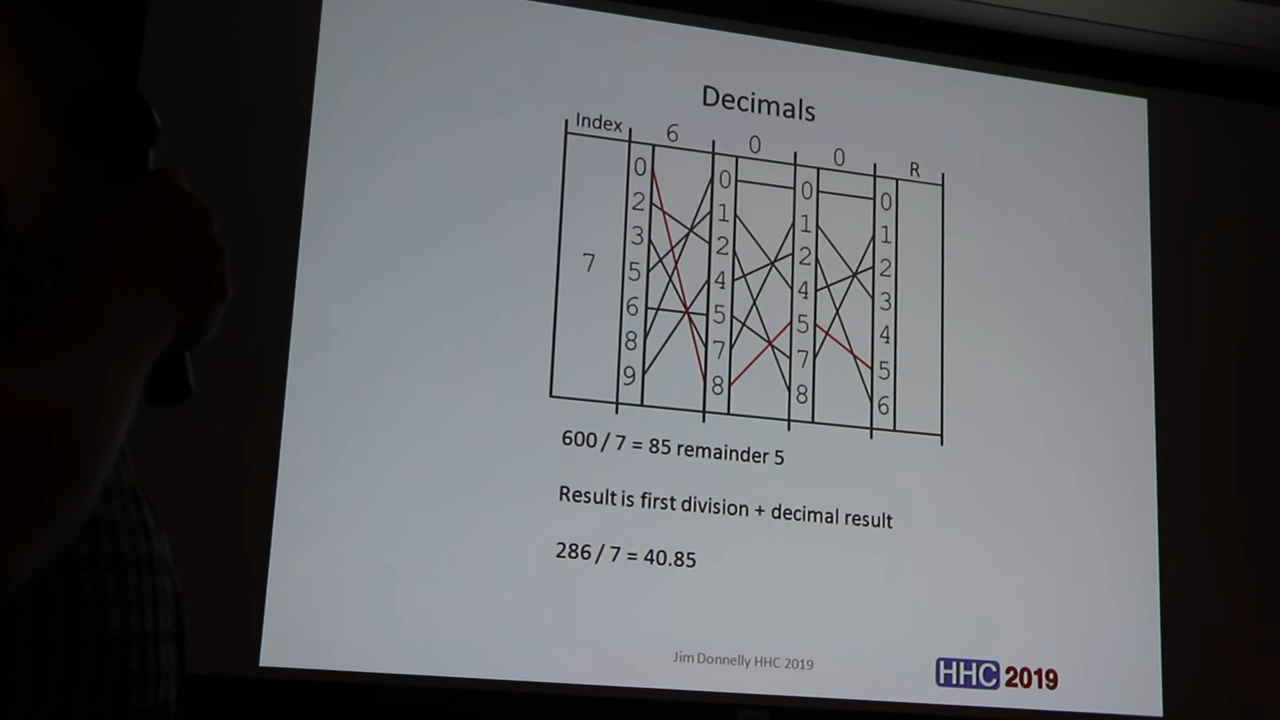 Decimals
Index 6 0 0 R
0 0 0 0
2 1 1 1
3 2 2 2
7 5 4 4 3
6 5 5 4
8 7 7 5
9 8 8 6
600 / 7 = 85 remainder 5
Result is first division + decimal result
286 / 7 = 40.85
Jim Donnelly HHC 2019
HHC 2019